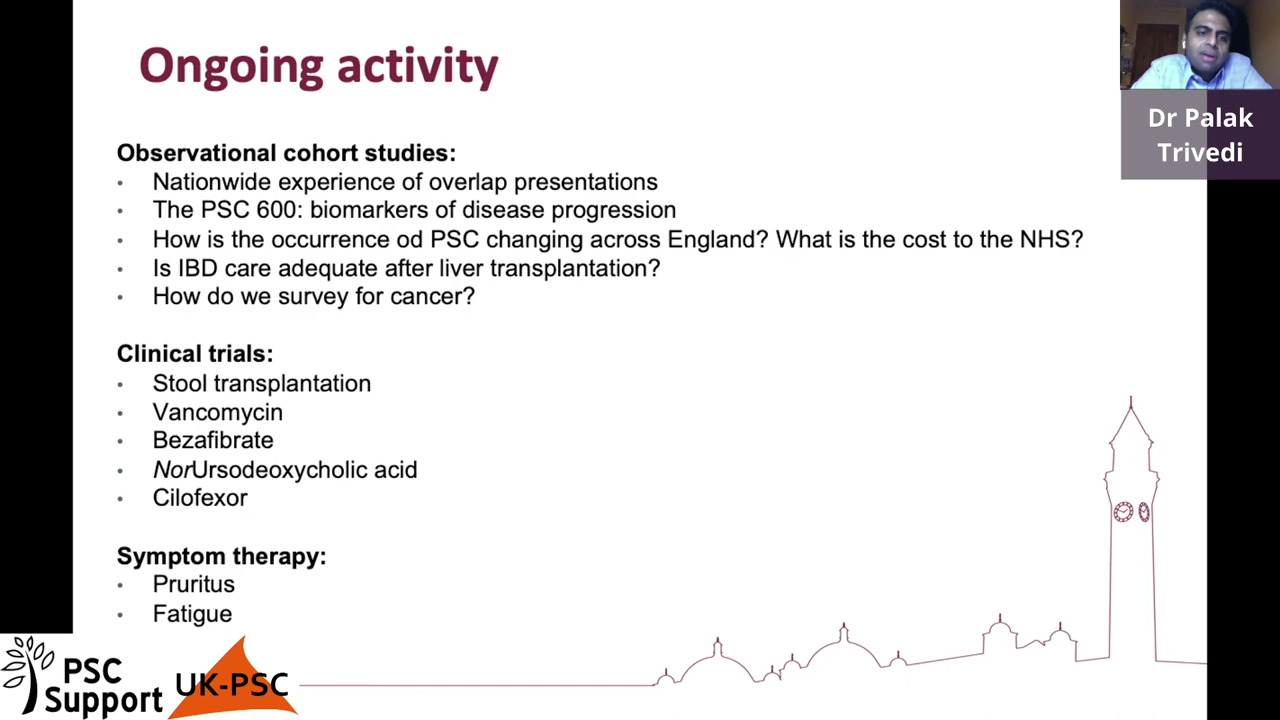 Ongoing activity
Dr Palak
Trivedi
Observational cohort studies:
• Nationwide experience of overlap presentations
• The PSC 600: biomarkers of disease progression
• How is the occurrence od PSC changing across England? What is the cost to the NHS?
• Is IBD care adequate after liver transplantation?
• How do we survey for cancer?
Clinical trials:
• Stool transplantation
• Vancomycin
• Bezafibrate
• NorUrsodeoxycholic acid
• Cilofexor
Symptom therapy:
• Pruritus
• Fatigue
PSC
Support
UK-PSC